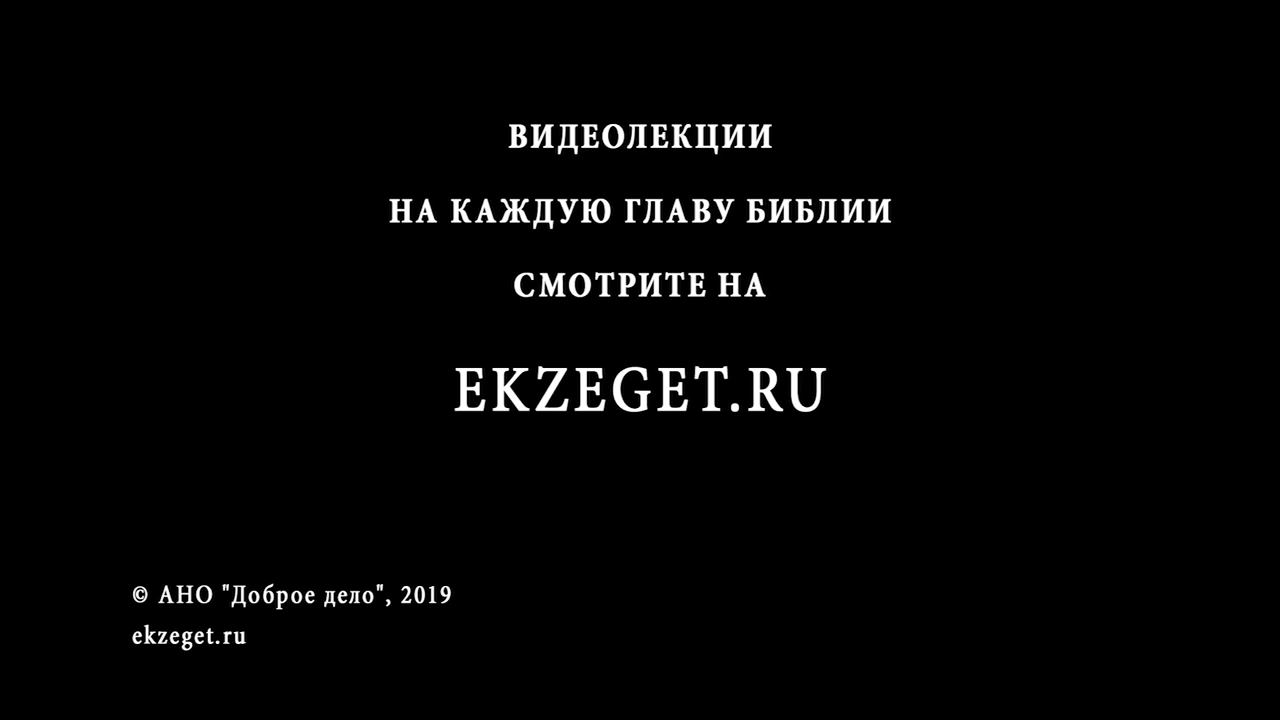 ВИДЕОЛЕКЦИИ
НА КАЖДУЮ ГЛАВУ БИБЛИИ
СМОТРИТЕ НА
EKZEGET.RU
© АНО "Доброе дело", 2019
ekzeget.ru